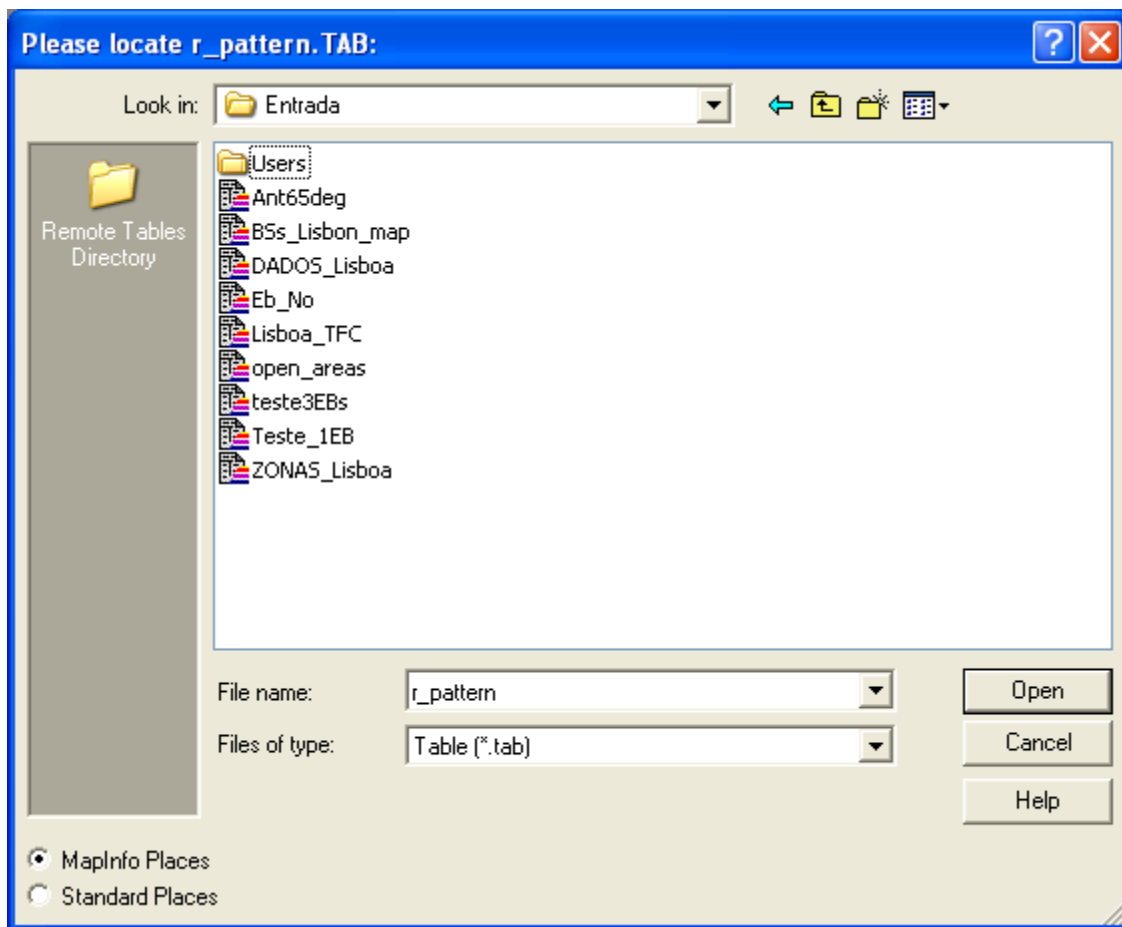 Please locate r_pattern.TAB:
Look in: Entrada
Remote Tables
Directory
Users
Ant65deg
BSs_Lisbon_map
DADOS_Lisboa
Eb_No
Lisboa_TFC
open_areas
teste3EBs
Teste_1EB
ZONAS_Lisboa
File name: r_pattern Open
Files of type: Table (*.tab) Cancel
Help
MapInfo Places
Standard Places